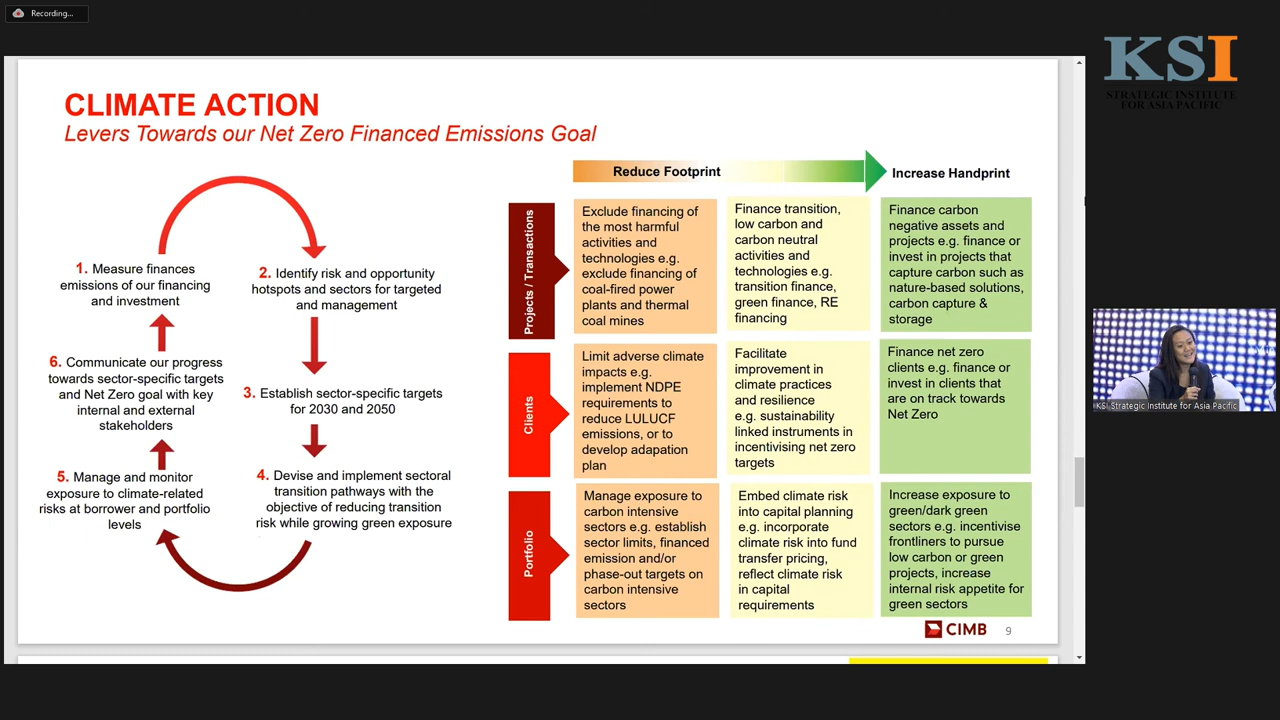 Recording...
KSI
STRATEGIC INSTITUTE
FOR ASIA PACIFIC
CLIMATE ACTION
Levers Towards our Net Zero Financed Emissions Goal
1. Measure finances
emissions of our financing
and investment
2. Identify risk and opportunity
hotspots and sectors for targeted
and management
3. Establish sector-specific targets
for 2030 and 2050
4. Devise and implement sectoral
transition pathways with the
objective of reducing transition
risk while growing green exposure
5. Manage and monitor
exposure to climate-related
risks at borrower and portfolio
levels
6. Communicate our progress
towards sector-specific targets
and Net Zero goal with key
internal and external
stakeholders
Reduce Footprint
Increase Handprint
Projects / Transactions
Exclude financing of
the most harmful
activities and
technologies e.g.
exclude financing of
coal-fired power
plants and thermal
coal mines
Finance transition,
low carbon and
carbon neutral
activities and
technologies e.g.
transition finance,
green finance, RE
financing
Finance carbon
negative assets and
projects e.g. finance or
invest in projects that
capture carbon such as
nature-based solutions,
carbon capture &
storage
Clients
Limit adverse climate
impacts e.g.
implement NDPE
requirements to
reduce LULUCF
emissions, or to
develop adapation
plan
Facilitate
improvement in
climate practices
and resilience
e.g. sustainability
linked instruments in
incentivising net zero
targets
Finance net zero
clients e.g. finance or
invest in clients that
are on track towards
Net Zero
Portfolio
Manage exposure to
carbon intensive
sectors e.g. establish
sector limits, financed
emission and/or
phase-out targets on
carbon intensive
sectors
Embed climate risk
into capital planning
e.g. incorporate
climate risk into fund
transfer pricing,
reflect climate risk
in capital
requirements
Increase exposure to
green/dark green
sectors e.g. incentivise
frontliners to pursue
low carbon or green
projects, increase
internal risk appetite for
green sectors
CIMB 9
KSI Strategic Institute for Asia Pacific